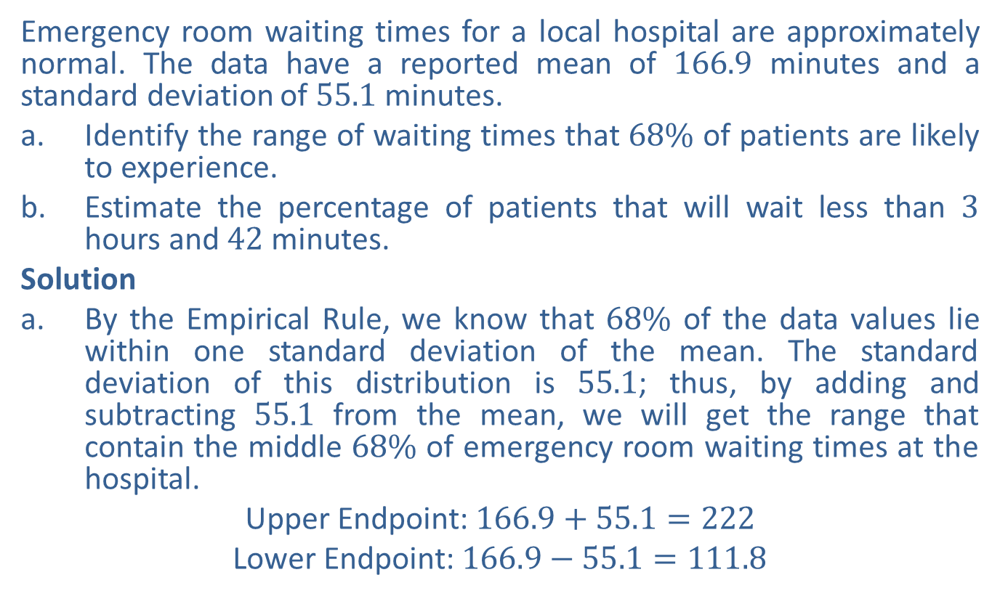 Emergency room waiting times for a local hospital are approximately
normal. The data have a reported mean of 166.9 minutes and a
standard deviation of 55.1 minutes.
a. Identify the range of waiting times that 68% of patients are likely
to experience.
b. Estimate the percentage of patients that will wait less than 3
hours and 42 minutes.
Solution
a. By the Empirical Rule, we know that 68% of the data values lie
within one standard deviation of the mean. The standard
deviation of this distribution is 55.1; thus, by adding and
subtracting 55.1 from the mean, we will get the range that
contain the middle 68% of emergency room waiting times at the
hospital.
Upper Endpoint: 166.9 + 55.1 = 222
Lower Endpoint: 166.9 − 55.1 = 111.8